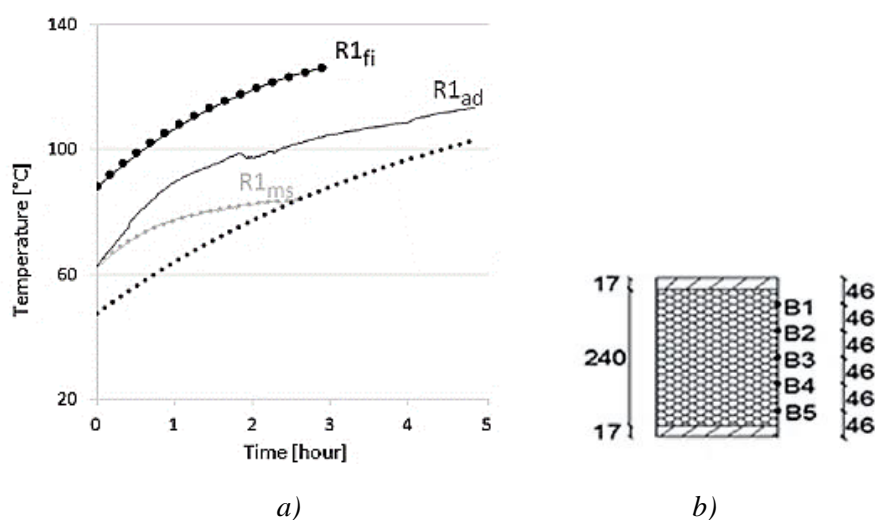 140
100
60
20
Temperature [°C]
0 1 2 3 4 5
Time [hour]
R1fi
R1ad
R1ms
a)
17
240
17
B1
B2
B3
B4
B5
46
46
46
46
46
46
b)